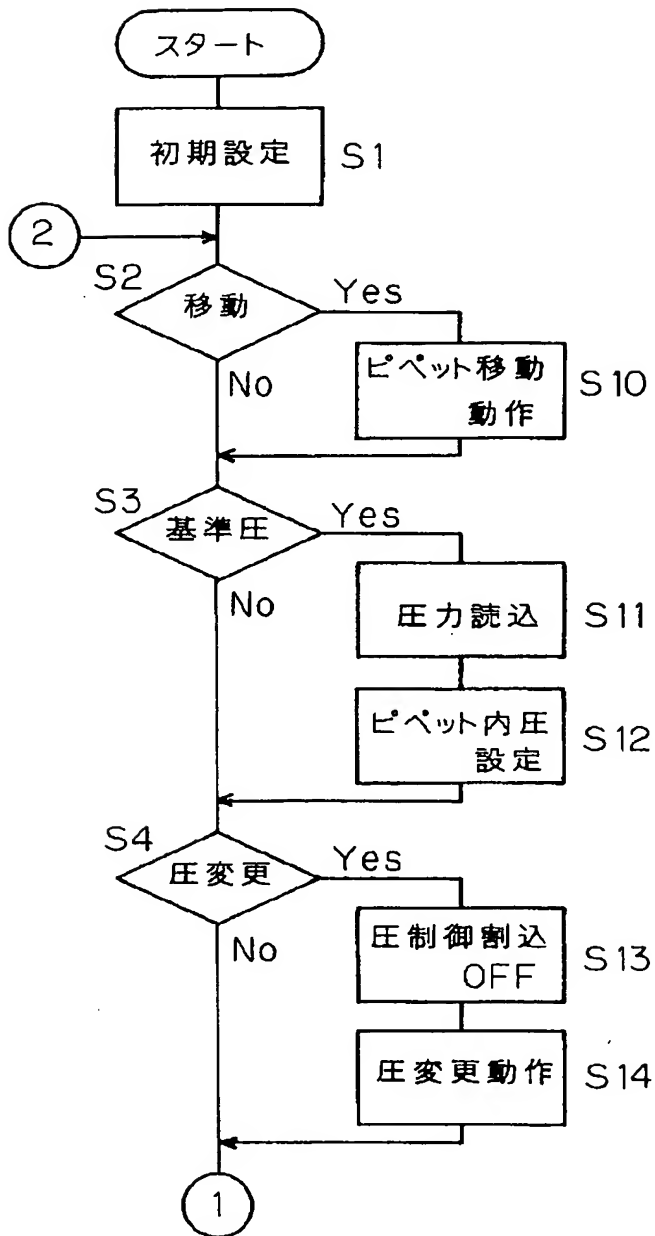 スタート
初期設定 S1
2
S2
移動
Yes
No
ピペット移動
動作
S10
S3
基準圧
Yes
No
圧力読込 S11
ピペット内圧
設定
S12
S4
圧変更
Yes
No
圧制御割込
OFF
S13
圧変更動作 S14
1